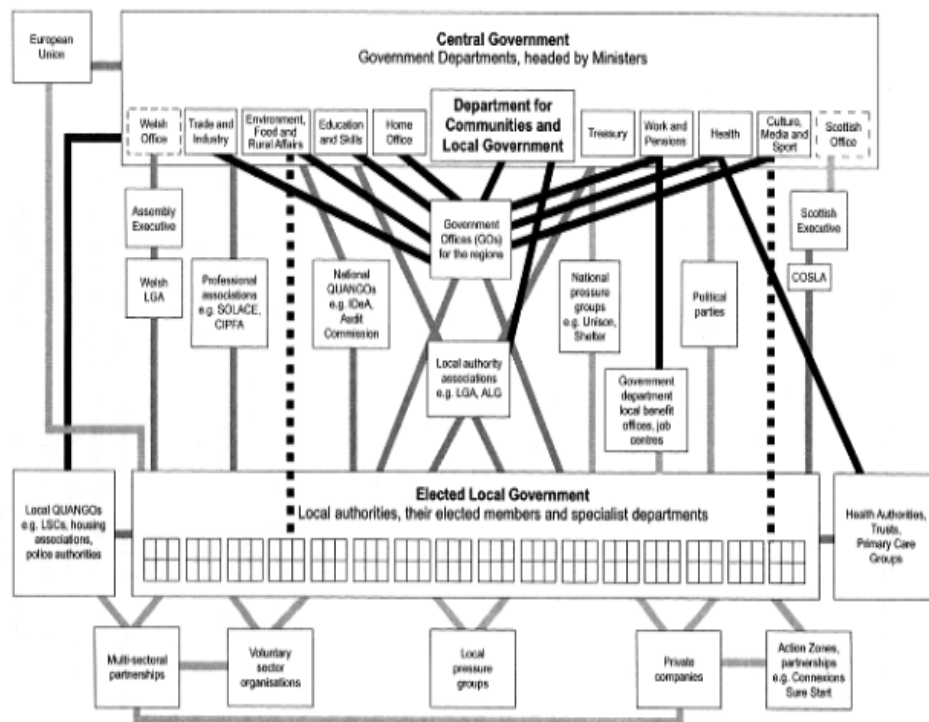 European
Union
Central Government
Government Departments, headed by Ministers
Welsh
Office
Trade and
Industry
Environment,
Food and
Rural Affairs
Education
and Skills
Home
Office
Department for
Communities and
Local Government
Treasury
Work and
Pensions
Health
Culture,
Media and
Sport
Scottish
Office
Assembly
Executive
Government
Offices (GOs)
for the regions
Scottish
Executive
Welsh
LGA
Professional
associations
e.g. SOLACE,
CIPFA
National
QUANGOs
e.g. IDeA,
Audit
Commission
National
pressure
groups
e.g. Unison,
Shelter
Political
parties
COSLA
Local authority
associations
e.g. LGA, ALG
Government
department
local benefit
offices, job
centres
Local QUANGOs
e.g. LSCs, housing
associations,
police authorities
Elected Local Government
Local authorities, their elected members and specialist departments
Health Authorities,
Trusts,
Primary Care
Groups
Multi-sectoral
partnerships
Voluntary
sector
organisations
Local
pressure
groups
Private
companies
Action Zones,
partnerships
e.g. Connexions
Sure Start